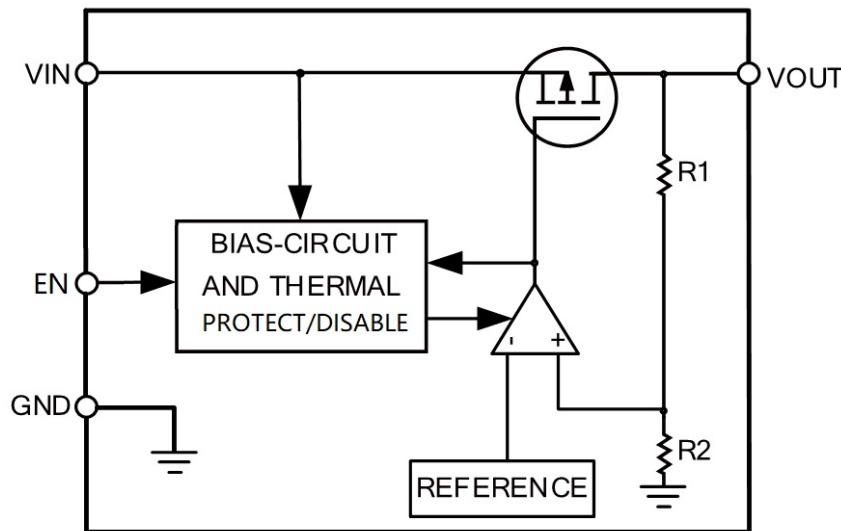 VIN
VOUT
R1
BIAS-CIRCUIT
AND THERMAL
PROTECT/DISABLE
EN
- +
GND
R2
REFERENCE